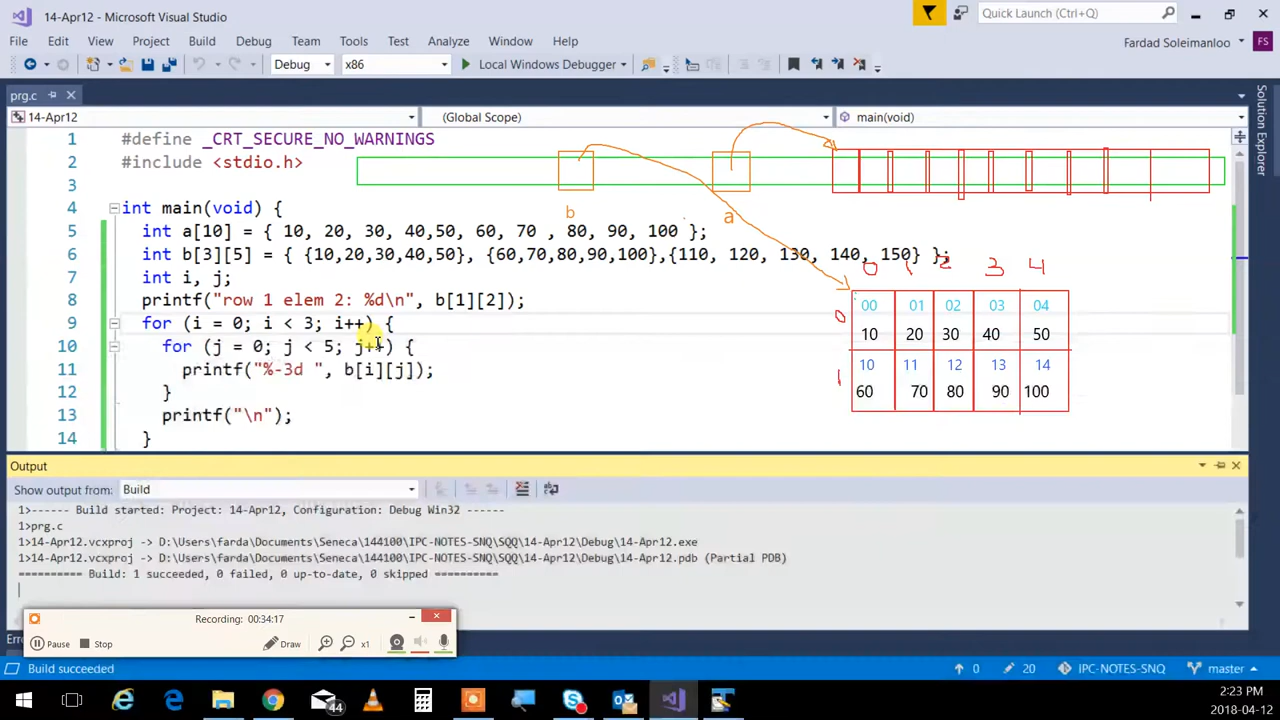 14-Apr12 - Microsoft Visual Studio
Quick Launch (Ctrl+Q)
File Edit View Project Build Debug Team Tools Test Analyze Window Help
Fardad Soleimanloo FS
Debug x86 Local Windows Debugger
prg.c
14-Apr12 (Global Scope) main(void)
Solution Explorer
1 #define _CRT_SECURE_NO_WARNINGS
2 #include <stdio.h>
3
4 int main(void) {
5 int a[10] = { 10, 20, 30, 40,50, 60, 70 , 80, 90, 100 };
6 int b[3][5] = { {10,20,30,40,50}, {60,70,80,90,100},{110, 120, 130, 140, 150} };
7 int i, j;
8 printf("row 1 elem 2: %d\n", b[1][2]);
9 for (i = 0; i < 3; i++) {
10 for (j = 0; j < 5; j++) {
11 printf("%-3d ", b[i][j]);
12 }
13 printf("\n");
14 }
b a
0 1 2 3 4
0 00 01 02 03 04
10 20 30 40 50
1 10 11 12 13 14
60 70 80 90 100
Output
Show output from: Build
1>------ Build started: Project: 14-Apr12, Configuration: Debug Win32 ------
1>prg.c
1>14-Apr12.vcxproj -> D:\Users\farda\Documents\Seneca\144100\IPC-NOTES-SNQ\SQQ\14-Apr12\Debug\14-Apr12.exe
1>14-Apr12.vcxproj -> D:\Users\farda\Documents\Seneca\144100\IPC-NOTES-SNQ\SQQ\14-Apr12\Debug\14-Apr12.pdb (Partial PDB)
========== Build: 1 succeeded, 0 failed, 0 up-to-date, 0 skipped ==========
Recording: 00:34:17
Pause Stop Draw x1
Build succeeded 0 20 IPC-NOTES-SNQ master
44
2:23 PM
2018-04-12